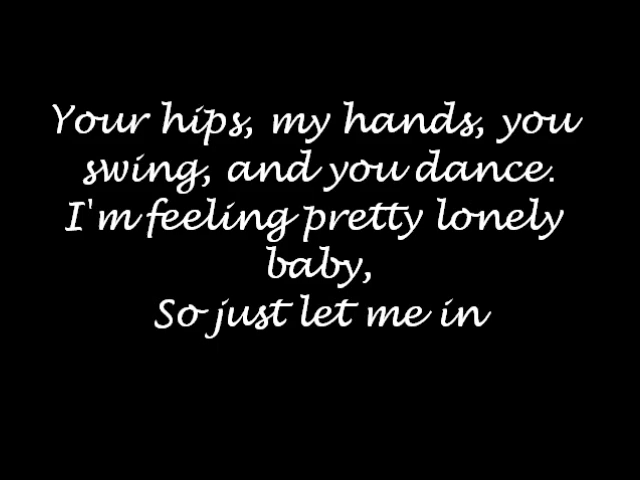 Your hips, my hands, you
swing, and you dance.
I'm feeling pretty lonely
baby,
So just let me in